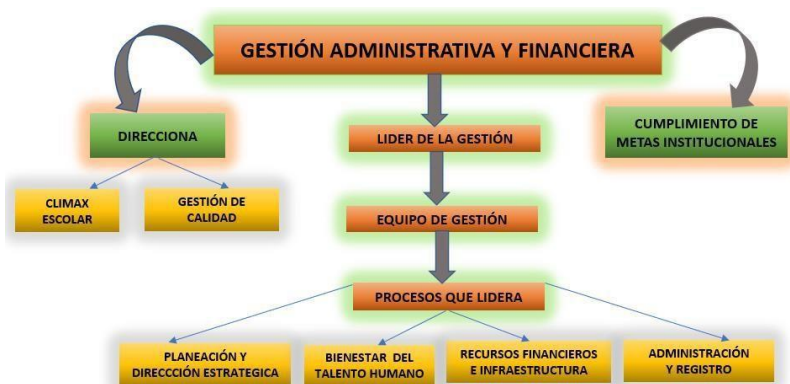 GESTIÓN ADMINISTRATIVA Y FINANCIERA
DIRECCIONA
LIDER DE LA GESTIÓN
CUMPLIMIENTO DE
METAS INSTITUCIONALES
CLIMAX
ESCOLAR
GESTIÓN DE
CALIDAD
EQUIPO DE GESTIÓN
PROCESOS QUE LIDERA
PLANEACIÓN Y
DIRECCCIÓN ESTRATEGICA
BIENESTAR DEL
TALENTO HUMANO
RECURSOS FINANCIEROS
E INFRAESTRUCTURA
ADMINISTRACIÓN
Y REGISTRO